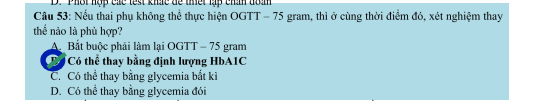 D. Phối hợp các test khác để thiết lập chẩn đoán
Câu 53: Nếu thai phụ không thể thực hiện OGTT – 75 gram, thì ở cùng thời điểm đó, xét nghiệm thay
thế nào là phù hợp?
A. Bắt buộc phải làm lại OGTT – 75 gram
Có thể thay bằng định lượng HbA1C
C. Có thể thay bằng glycemia bất kì
D. Có thể thay bằng glycemia đói